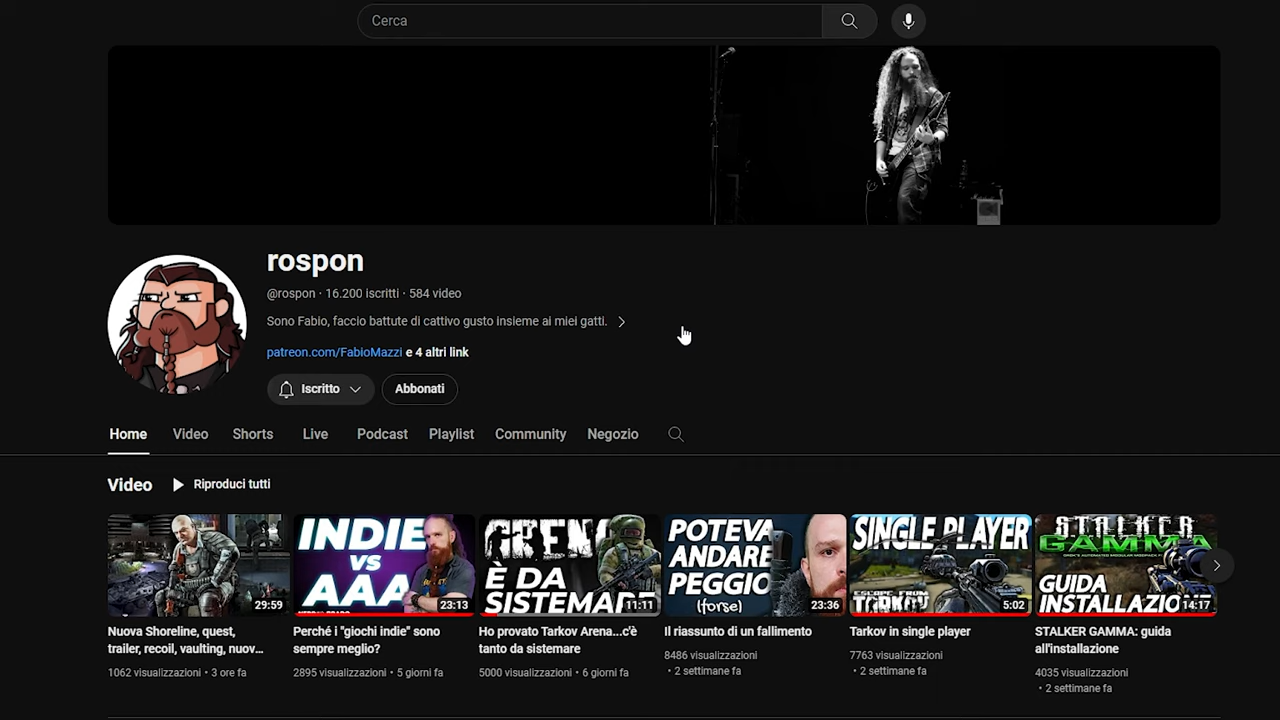 Cerca
rospon
@rospon · 16.200 iscritti · 584 video
Sono Fabio, faccio battute di cattivo gusto insieme ai miei gatti.
patreon.com/FabioMazzi e 4 altri link
Iscritto
Abbonati
Home Video Shorts Live Podcast Playlist Community Negozio
Video
Riproduci tutti
29:59
Nuova Shoreline, quest,
trailer, recoil, vaulting, nuov...
1062 visualizzazioni • 3 ore fa
INDIE
VS
AAA
23:13
Perché i "giochi indie" sono
sempre meglio?
2895 visualizzazioni • 5 giorni fa
È DA
11:11
Ho provato Tarkov Arena...c'è
tanto da sistemare
5000 visualizzazioni • 6 giorni fa
POTEVA
ANDARE
PEGGIO
(forse)
23:36
Il riassunto di un fallimento
8486 visualizzazioni
• 2 settimane fa
SINGLE PLAYER
ESCAPE FROM
TARKOV
5:02
Tarkov in single player
7763 visualizzazioni
• 2 settimane fa
STALKER
GAMMA
GUIDA
INSTALLAZIO
14:17
STALKER GAMMA: guida
all'installazione
4035 visualizzazioni
• 2 settimane fa